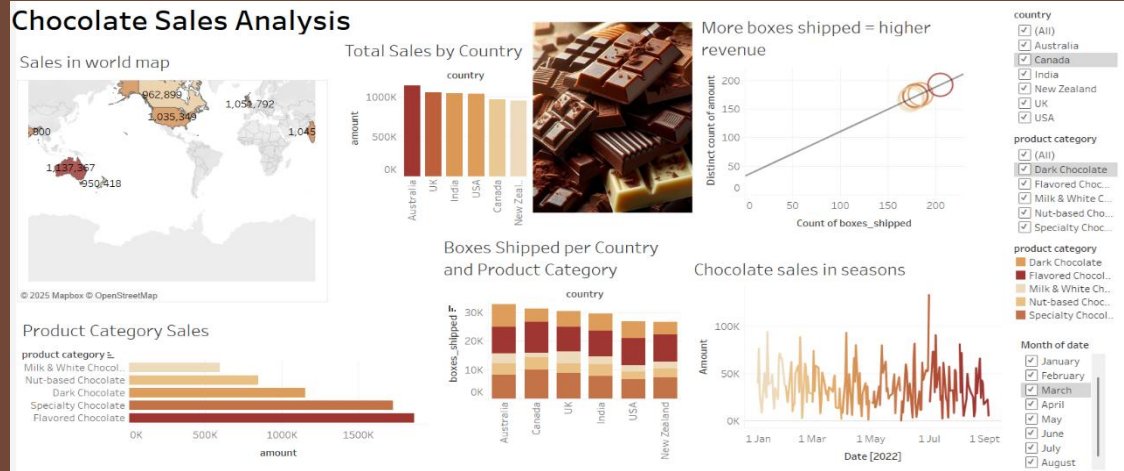 Chocolate Sales Analysis
Sales in world map
962,899
1,051,792
1,035,349
800
1,045
1,137,367
950,418
© 2025 Mapbox © OpenStreetMap
Total Sales by Country
country
amount
1000K
500K
0K
Australia
UK
India
USA
Canada
New Zeal..
More boxes shipped = higher
revenue
Distinct count of amount
200
150
100
50
0
0 50 100 150 200
Count of boxes_shipped
Product Category Sales
product category
Milk & White Chocol..
Nut-based Chocolate
Dark Chocolate
Specialty Chocolate
Flavored Chocolate
0K 500K 1000K 1500K
amount
Boxes Shipped per Country
and Product Category
country
boxes_shipped
30K
20K
10K
0K
Australia
Canada
UK
India
USA
New Zealand
Chocolate sales in seasons
Amount
100K
50K
0K
1 Jan 1 Mar 1 May 1 Jul 1 Sept
Date [2022]
country
(All)
Australia
Canada
India
New Zealand
UK
USA
product category
(All)
Dark Chocolate
Flavored Choc...
Milk & White C...
Nut-based Cho...
Specialty Choc...
product category
Dark Chocolate
Flavored Chocol..
Milk & White Ch..
Nut-based Choc..
Specialty Chocol..
Month of date
January
February
March
April
May
June
July
August